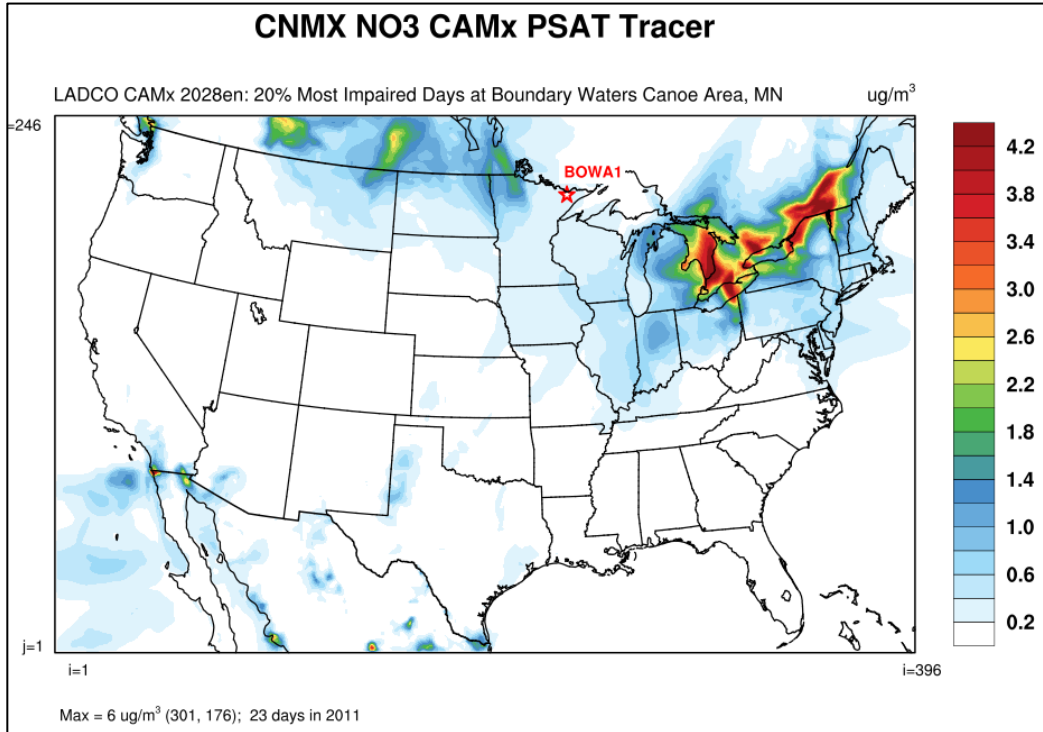 CNMX NO3 CAMx PSAT Tracer
LADCO CAMx 2028en: 20% Most Impaired Days at Boundary Waters Canoe Area, MN
ug/m³
=246
BOWA1
4.2
3.8
3.4
3.0
2.6
2.2
1.8
1.4
1.0
0.6
0.2
j=1
i=1
i=396
Max = 6 ug/m³ (301, 176); 23 days in 2011